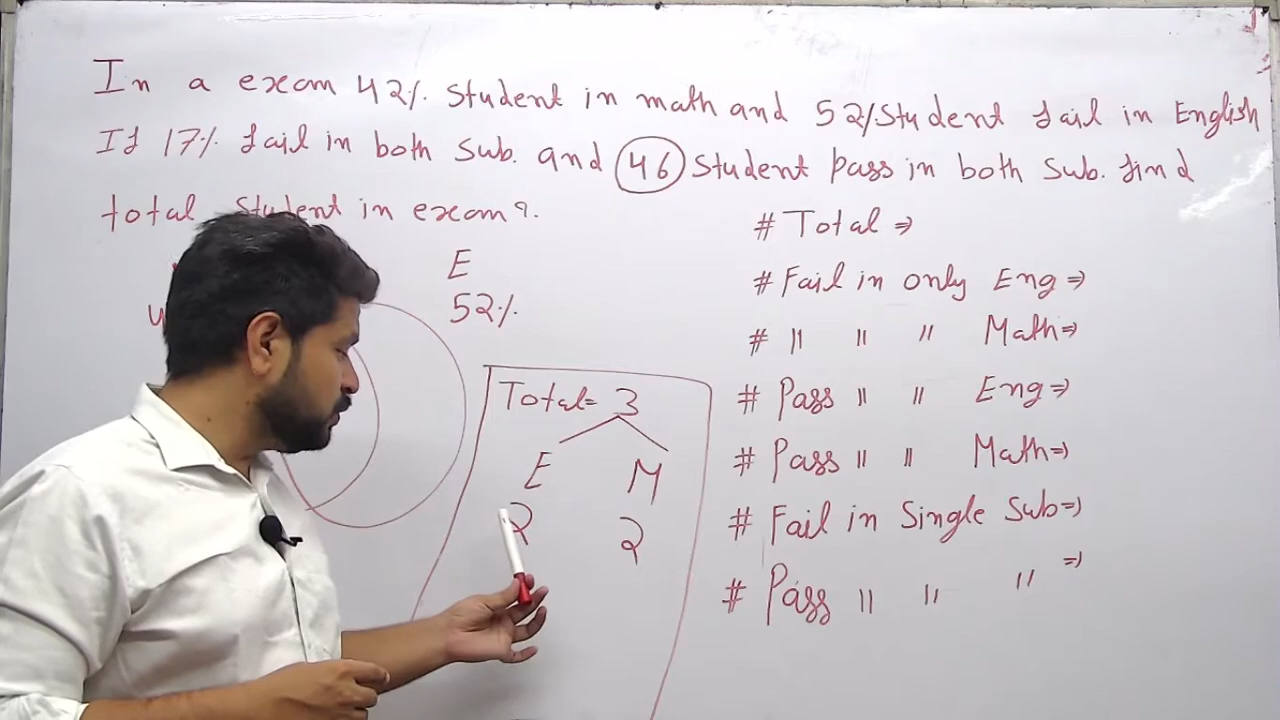 In a exam 42% student in math and 52% student fail in English
If 17% fail in both sub. and 46 student pass in both sub. find
total student in exam?
E
52%
Total = 3
E M
2 2
# Total ⇒
# Fail in only Eng ⇒
# " " " Math ⇒
# Pass " " Eng ⇒
# Pass " " Math ⇒
# Fail in single sub ⇒
# Pass " " " ⇒